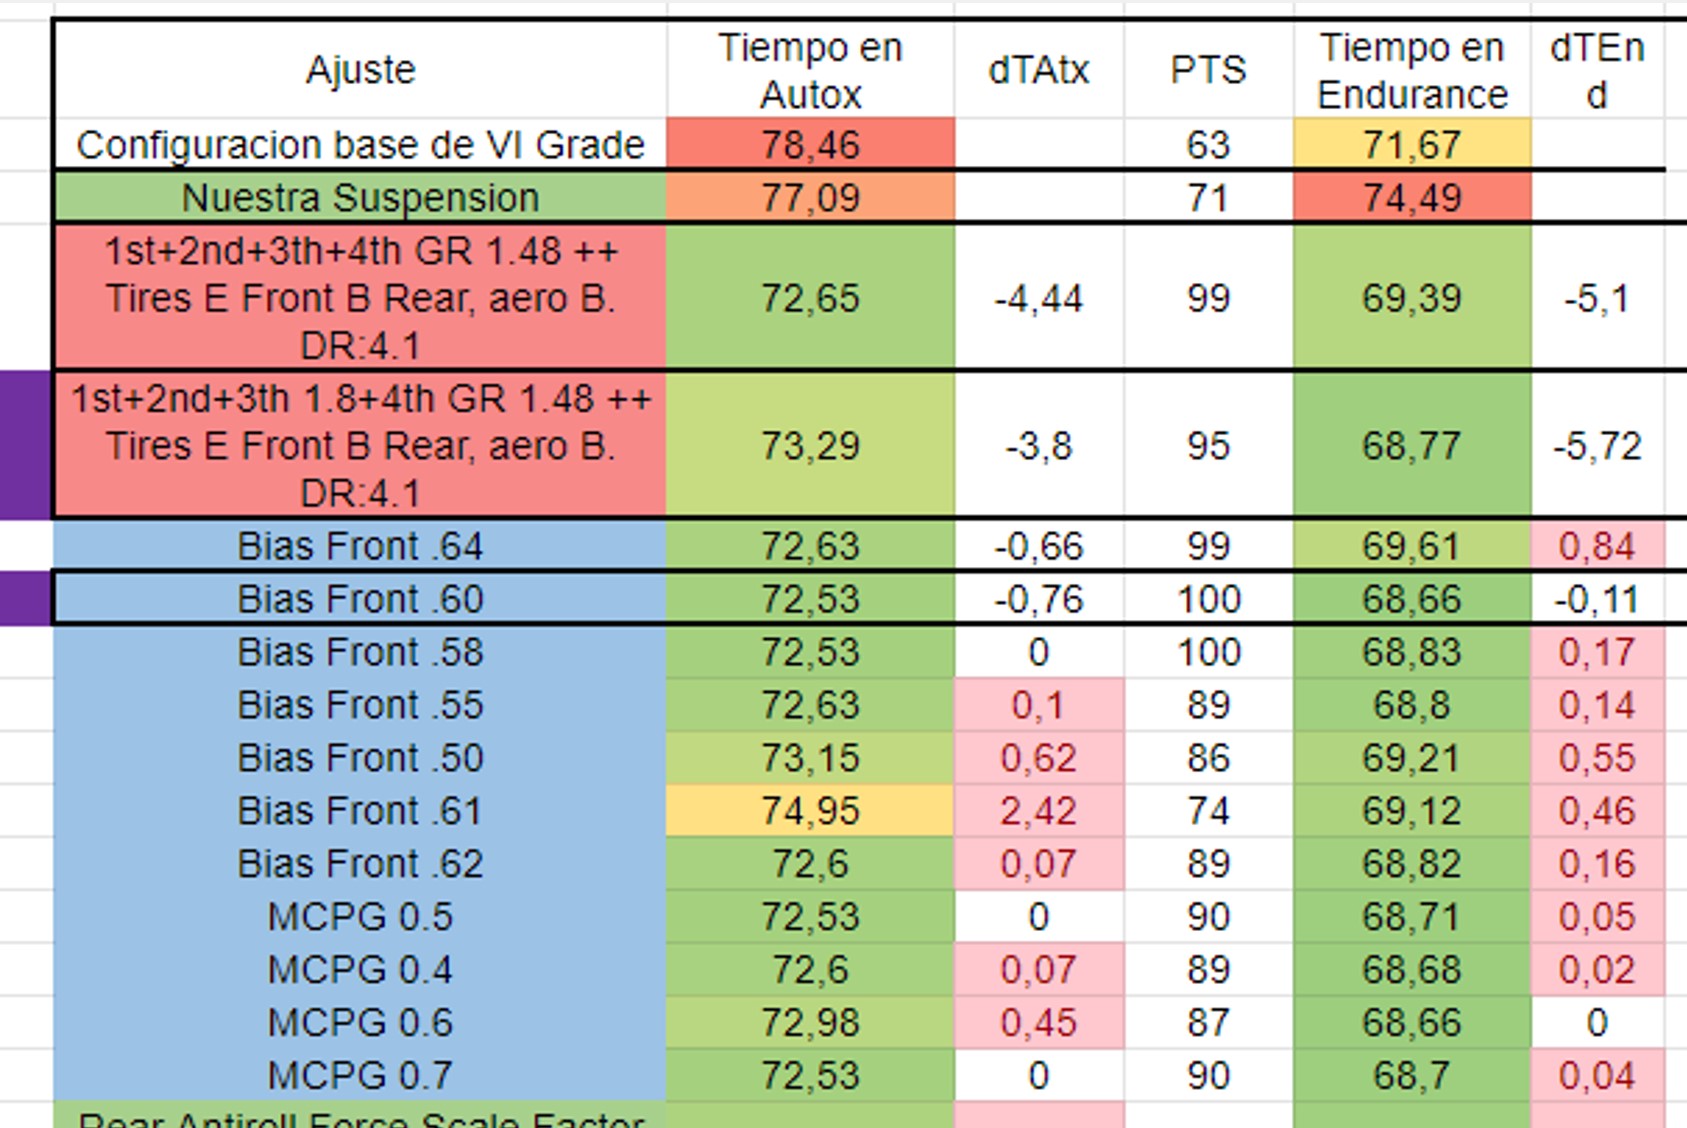 Ajuste Tiempo en Autox dTAtx PTS Tiempo en Endurance dTEn d
Configuracion base de VI Grade 78,46 63 71,67
Nuestra Suspension 77,09 71 74,49
1st+2nd+3th+4th GR 1.48 ++
Tires E Front B Rear, aero B.
DR:4.1
72,65 -4,44 99 69,39 -5,1
1st+2nd+3th 1.8+4th GR 1.48 ++
Tires E Front B Rear, aero B.
DR:4.1
73,29 -3,8 95 68,77 -5,72
Bias Front .64 72,63 -0,66 99 69,61 0,84
Bias Front .60 72,53 -0,76 100 68,66 -0,11
Bias Front .58 72,53 0 100 68,83 0,17
Bias Front .55 72,63 0,1 89 68,8 0,14
Bias Front .50 73,15 0,62 86 69,21 0,55
Bias Front .61 74,95 2,42 74 69,12 0,46
Bias Front .62 72,6 0,07 89 68,82 0,16
MCPG 0.5 72,53 0 90 68,71 0,05
MCPG 0.4 72,6 0,07 89 68,68 0,02
MCPG 0.6 72,98 0,45 87 68,66 0
MCPG 0.7 72,53 0 90 68,7 0,04
Rear Antiroll Force Scale Factor